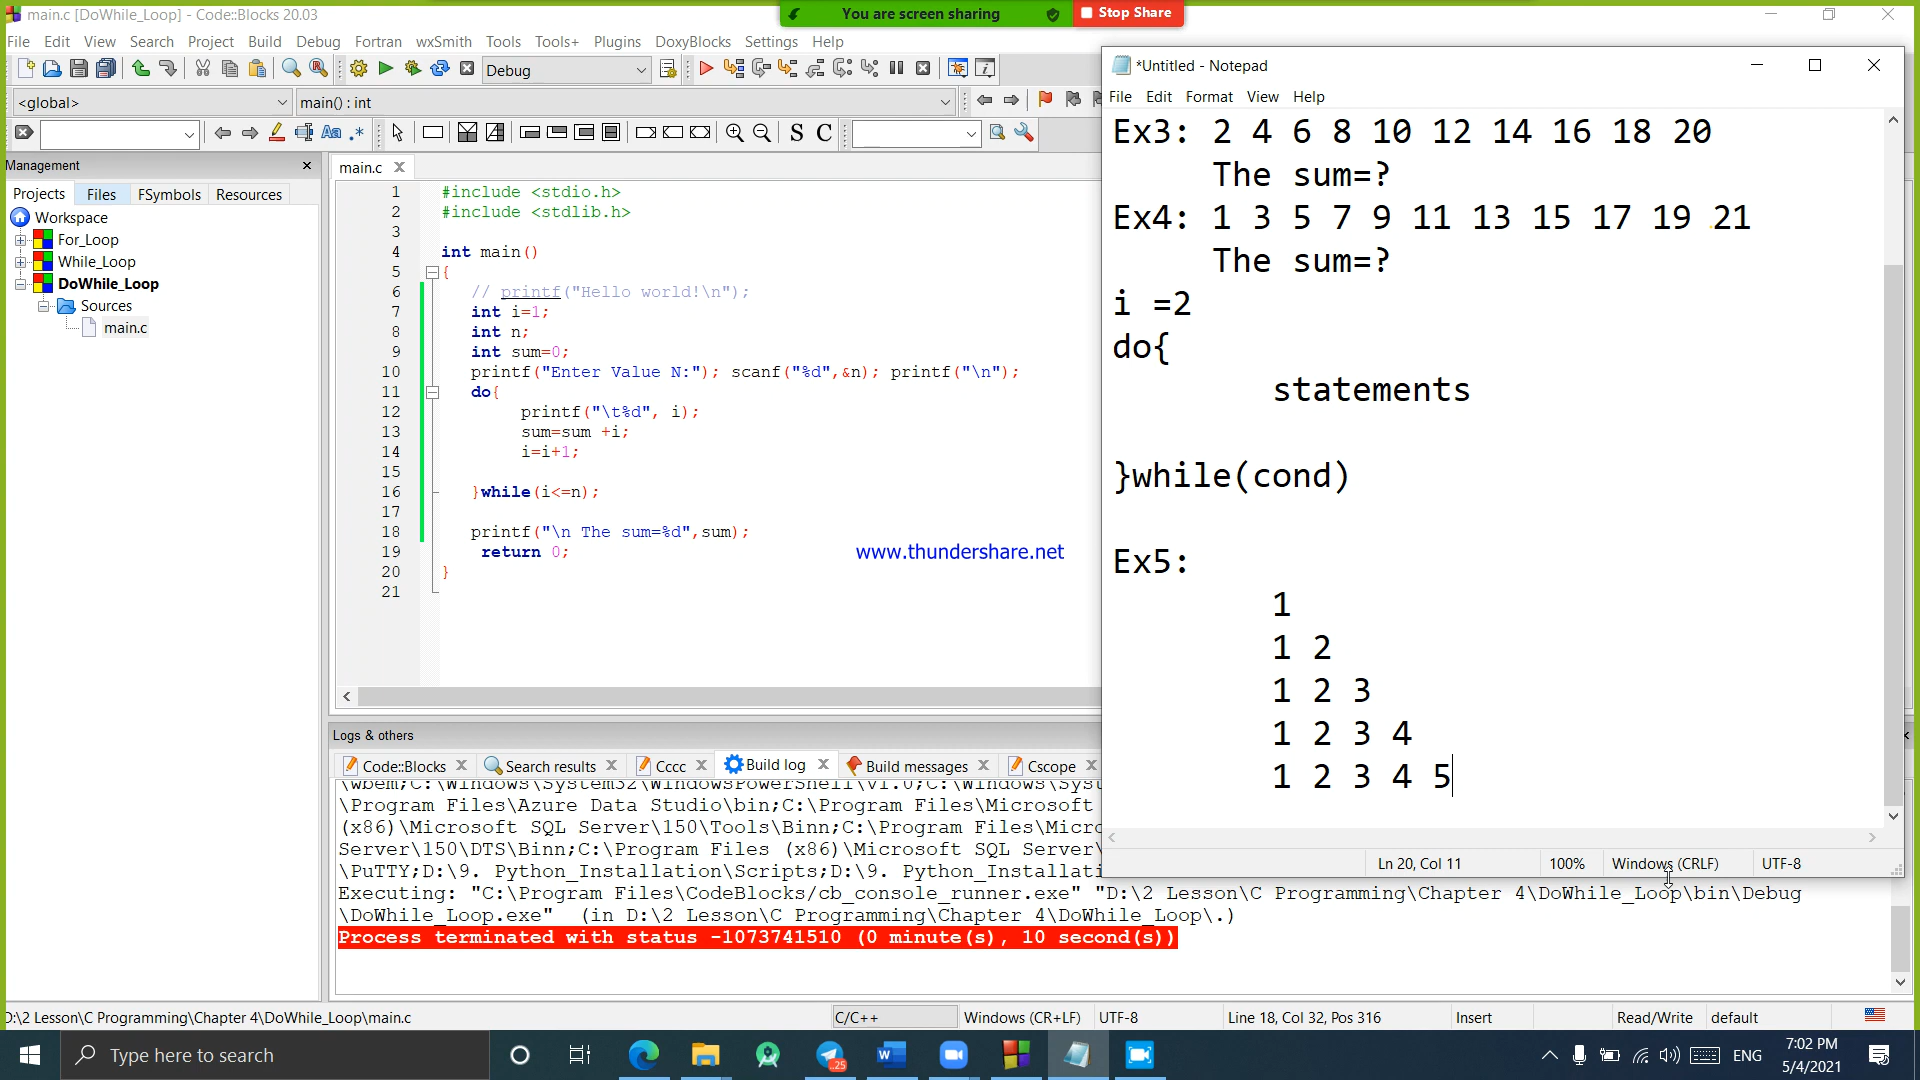 main.c [DoWhile_Loop] - Code::Blocks 20.03
You are screen sharing
Stop Share
File Edit View Search Project Build Debug Fortran wxSmith Tools Tools+ Plugins DoxyBlocks Settings Help
Debug
<global>
main() : int
S C
Management
Projects Files FSymbols Resources
Workspace
For_Loop
While_Loop
DoWhile_Loop
Sources
main.c
main.c
1 #include <stdio.h>
2 #include <stdlib.h>
3
4 int main()
5 {
6 // printf("Hello world!\n");
7 int i=1;
8 int n;
9 int sum=0;
10 printf("Enter Value N:"); scanf("%d",&n); printf("\n");
11 do{
12 printf("\t%d", i);
13 sum=sum +i;
14 i=i+1;
15
16 }while(i<=n);
17
18 printf("\n The sum=%d",sum);
19 return 0;
20 }
21
www.thundershare.net
*Untitled - Notepad
File Edit Format View Help
Ex3: 2 4 6 8 10 12 14 16 18 20
The sum=?
Ex4: 1 3 5 7 9 11 13 15 17 19 21
The sum=?
i =2
do{
statements
}while(cond)
Ex5:
1
1 2
1 2 3
1 2 3 4
1 2 3 4 5
Ln 20, Col 11 100% Windows (CRLF) UTF-8
Logs & others
Code::Blocks Search results Cccc Build log Build messages Cscope
\wbem;C:\Windows\System32\WindowsPowerShell\v1.0;C:\Windows\Sys
\Program Files\Azure Data Studio\bin;C:\Program Files\Microsoft
(x86)\Microsoft SQL Server\150\Tools\Binn;C:\Program Files\Micro
Server\150\DTS\Binn;C:\Program Files (x86)\Microsoft SQL Server\
\PuTTY;D:\9. Python_Installation\Scripts;D:\9. Python_Installati
Executing: "C:\Program Files\CodeBlocks/cb_console_runner.exe" "D:\2 Lesson\C Programming\Chapter 4\DoWhile_Loop\bin\Debug
\DoWhile_Loop.exe" (in D:\2 Lesson\C Programming\Chapter 4\DoWhile_Loop\.)
Process terminated with status -1073741510 (0 minute(s), 10 second(s))
D:\2 Lesson\C Programming\Chapter 4\DoWhile_Loop\main.c C/C++ Windows (CR+LF) UTF-8 Line 18, Col 32, Pos 316 Insert Read/Write default
Type here to search
25
ENG
7:02 PM
5/4/2021